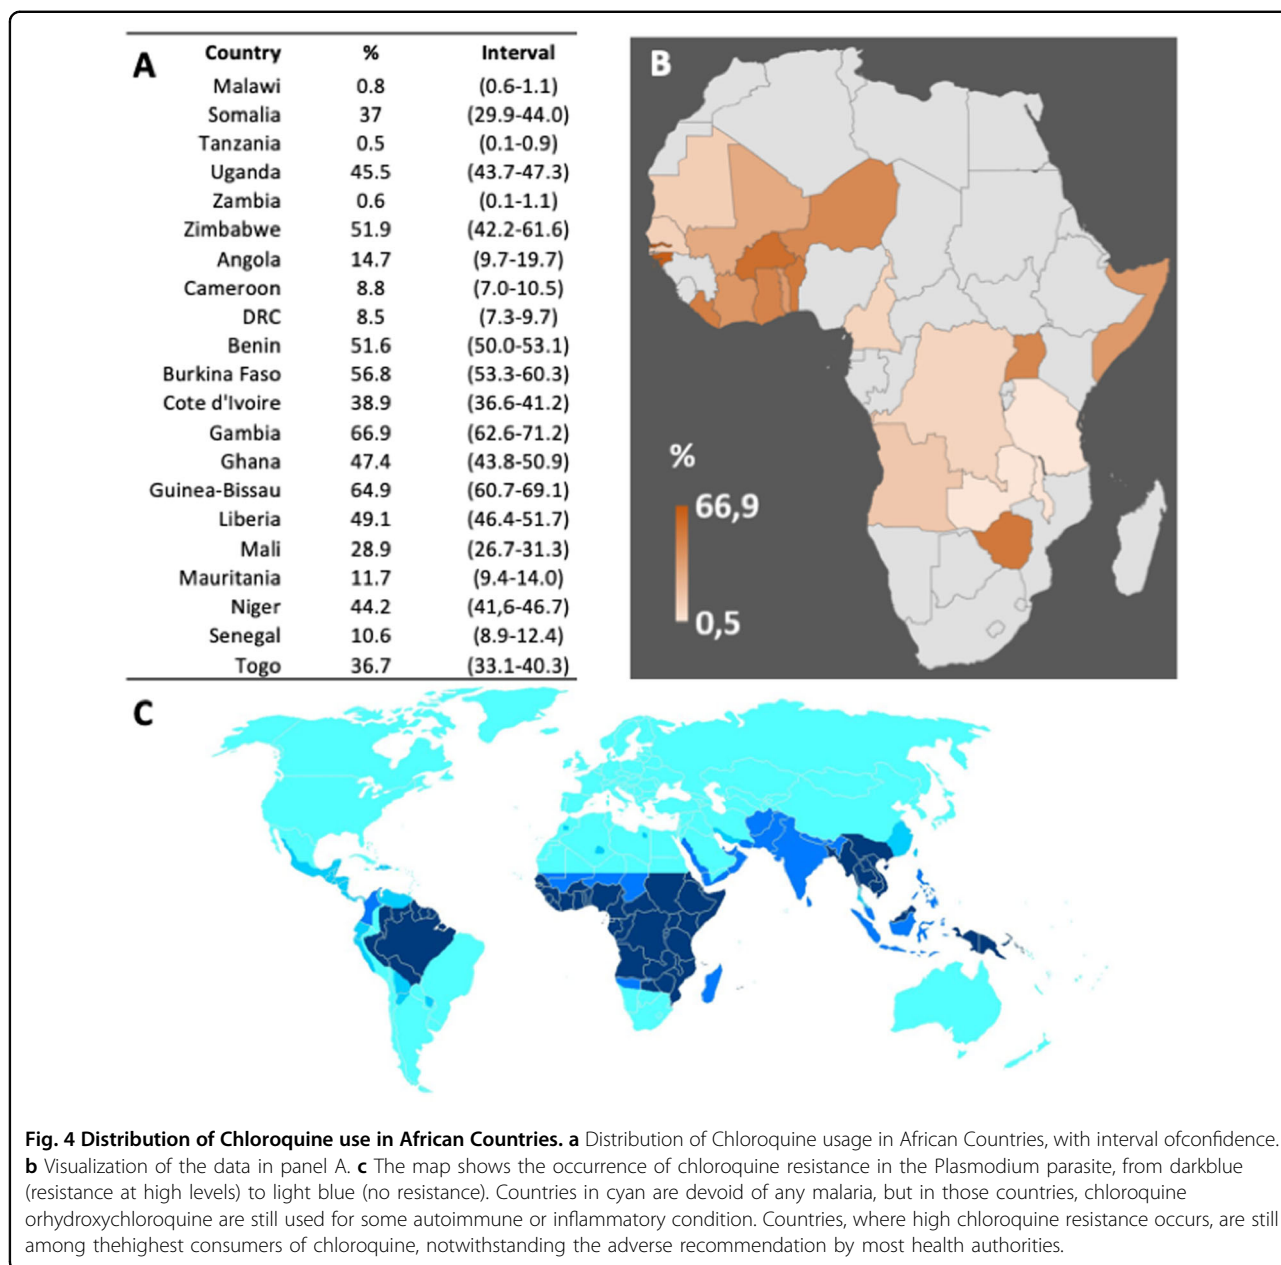 A
Country % Interval
Malawi 0.8 (0.6-1.1)
Somalia 37 (29.9-44.0)
Tanzania 0.5 (0.1-0.9)
Uganda 45.5 (43.7-47.3)
Zambia 0.6 (0.1-1.1)
Zimbabwe 51.9 (42.2-61.6)
Angola 14.7 (9.7-19.7)
Cameroon 8.8 (7.0-10.5)
DRC 8.5 (7.3-9.7)
Benin 51.6 (50.0-53.1)
Burkina Faso 56.8 (53.3-60.3)
Cote d'Ivoire 38.9 (36.6-41.2)
Gambia 66.9 (62.6-71.2)
Ghana 47.4 (43.8-50.9)
Guinea-Bissau 64.9 (60.7-69.1)
Liberia 49.1 (46.4-51.7)
Mali 28.9 (26.7-31.3)
Mauritania 11.7 (9.4-14.0)
Niger 44.2 (41,6-46.7)
Senegal 10.6 (8.9-12.4)
Togo 36.7 (33.1-40.3)
B
%
66,9
0,5
C
Fig. 4 Distribution of Chloroquine use in African Countries. a Distribution of Chloroquine usage in African Countries, with interval ofconfidence.
b Visualization of the data in panel A. c The map shows the occurrence of chloroquine resistance in the Plasmodium parasite, from darkblue
(resistance at high levels) to light blue (no resistance). Countries in cyan are devoid of any malaria, but in those countries, chloroquine
orhydroxychloroquine are still used for some autoimmune or inflammatory condition. Countries, where high chloroquine resistance occurs, are still
among thehighest consumers of chloroquine, notwithstanding the adverse recommendation by most health authorities.